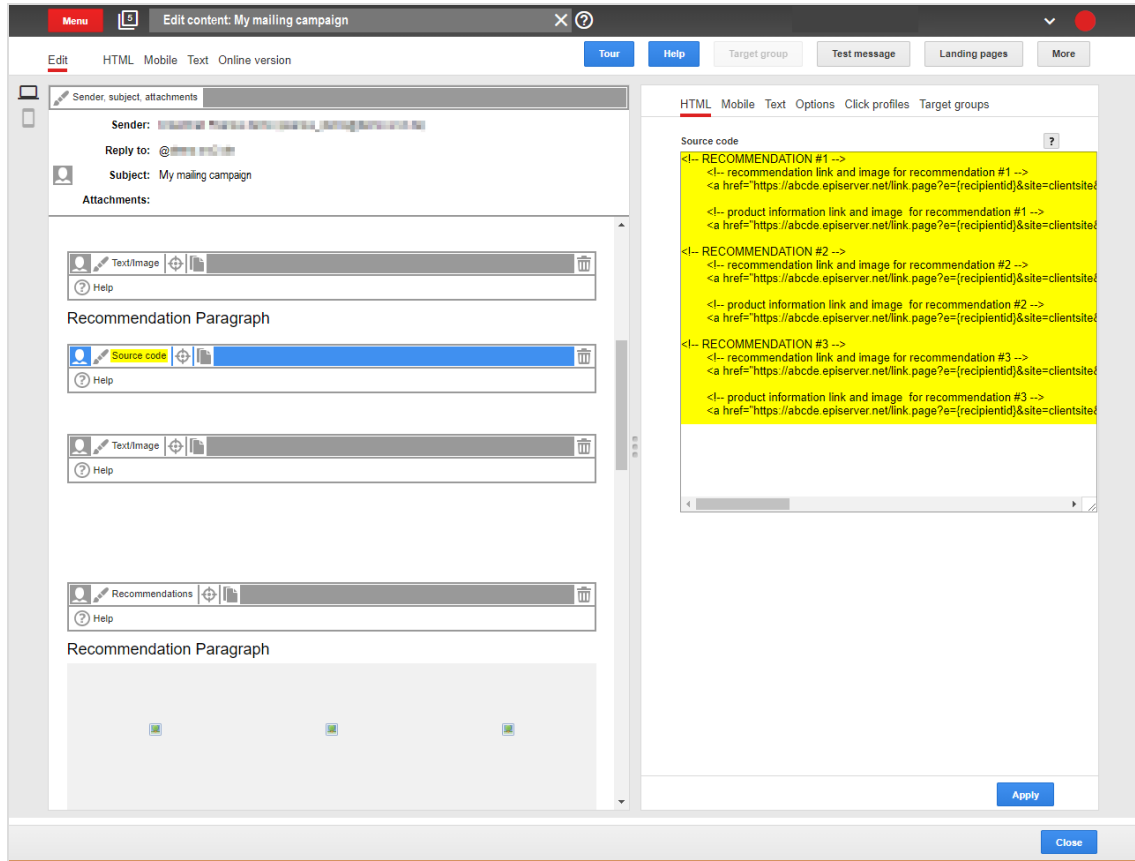 Menu 5 Edit content: My mailing campaign
Edit HTML Mobile Text Online version Tour Help Target group Test message Landing pages More
Sender, subject, attachments
Sender:
Reply to: @
Subject: My mailing campaign
Attachments:
Text/Image
? Help
Recommendation Paragraph
Source code
? Help
Text/Image
? Help
Recommendations
? Help
Recommendation Paragraph
HTML Mobile Text Options Click profiles Target groups
Source code ?
<!-- RECOMMENDATION #1 -->
<!-- recommendation link and image for recommendation #1 -->
<a href="https://abcde.episerver.net/link.page?e={recipientid}&site=clientsite&
<!-- product information link and image  for recommendation #1 -->
<a href="https://abcde.episerver.net/link.page?e={recipientid}&site=clientsite&
<!-- RECOMMENDATION #2 -->
<!-- recommendation link and image for recommendation #2 -->
<a href="https://abcde.episerver.net/link.page?e={recipientid}&site=clientsite&
<!-- product information link and image  for recommendation #2 -->
<a href="https://abcde.episerver.net/link.page?e={recipientid}&site=clientsite&
<!-- RECOMMENDATION #3 -->
<!-- recommendation link and image for recommendation #3 -->
<a href="https://abcde.episerver.net/link.page?e={recipientid}&site=clientsite&
<!-- product information link and image  for recommendation #3 -->
<a href="https://abcde.episerver.net/link.page?e={recipientid}&site=clientsite&
Apply
Close